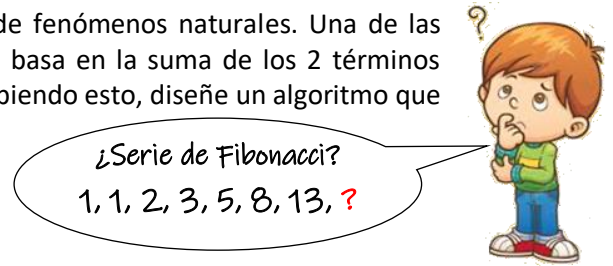 de fenómenos naturales. Una de las
basa en la suma de los 2 términos
biendo esto, diseñe un algoritmo que
?
¿Serie de Fibonacci?
1, 1, 2, 3, 5, 8, 13, ?